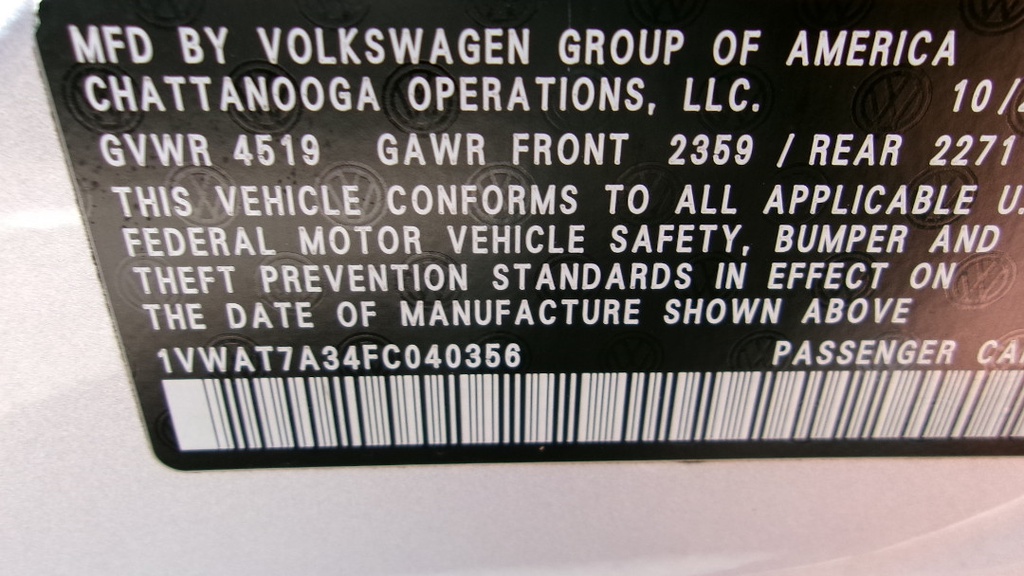 MFD BY VOLKSWAGEN GROUP OF AMERICA
CHATTANOOGA OPERATIONS, LLC. 10/
GVWR 4519 GAWR FRONT 2359 / REAR 2271
THIS VEHICLE CONFORMS TO ALL APPLICABLE U.
FEDERAL MOTOR VEHICLE SAFETY, BUMPER AND
THEFT PREVENTION STANDARDS IN EFFECT ON
THE DATE OF MANUFACTURE SHOWN ABOVE
1VWAT7A34FC040356 PASSENGER CA